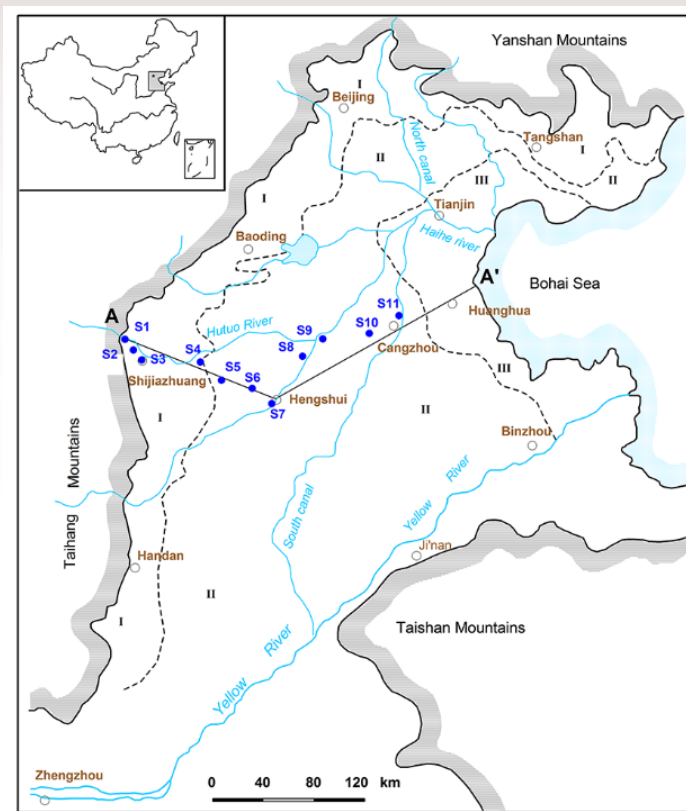 Yanshan Mountains
I
Beijing
North canal
Tangshan
I
II
III
II
I
Tianjin
Haihe river
Baoding
A'
Bohai Sea
A
S1
Hutuo River
S9
S11
Huanghua
S2
S3
S4
S8
S10
Cangzhou
Shijiazhuang
S5
S6
III
Hengshui
S7
I
II
Binzhou
Taihang Mountains
South canal
Yellow River
Handan
Ji'nan
II
I
Taishan Mountains
Yellow River
Zhengzhou
0 40 80 120 km